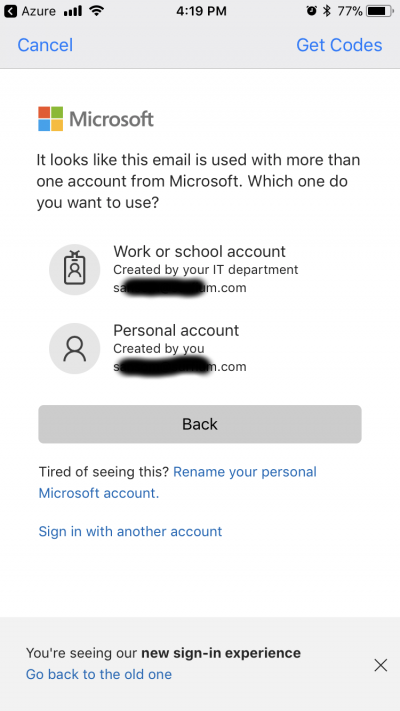 Azure 4:19 PM 77%
Cancel Get Codes
Microsoft
It looks like this email is used with more than
one account from Microsoft. Which one do
you want to use?
Work or school account
Created by your IT department
sa m.com
Personal account
Created by you
s m.com
Back
Tired of seeing this? Rename your personal
Microsoft account.
Sign in with another account
You're seeing our new sign-in experience
Go back to the old one